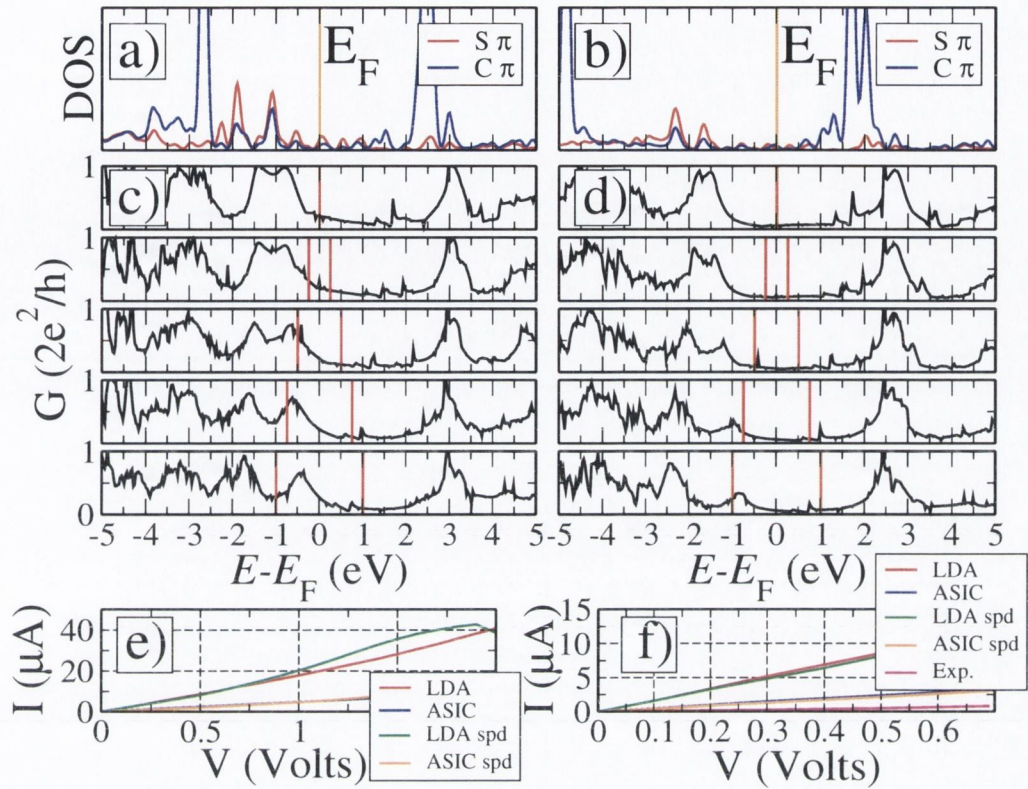 a)
E_F
S π
C π
b)
E_F
S π
C π
DOS
1
c)
1
d)
1
1
1
1
1
1
0
0
G (2e²/h)
-5 -4 -3 -2 -1 0 1 2 3 4 5
-5 -4 -3 -2 -1 0 1 2 3 4 5
E-E_F (eV)
E-E_F (eV)
e)
40
20
0
I (μA)
0 0.5 1
V (Volts)
LDA
ASIC
LDA spd
ASIC spd
f)
15
10
5
0
I (μA)
0 0.1 0.2 0.3 0.4 0.5 0.6
V (Volts)
LDA
ASIC
LDA spd
ASIC spd
Exp.